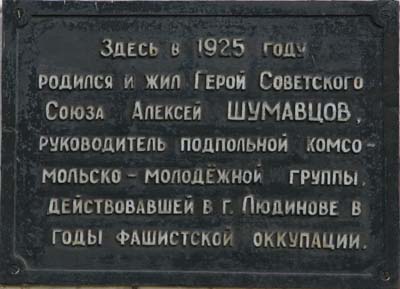 Здесь в 1925 году
родился и жил Герой Советского
Союза Алексей ШУМАВЦОВ,
руководитель подпольной комсо-
мольско-молодёжной группы,
действовавшей в г. Людинове в
годы фашистской оккупации.